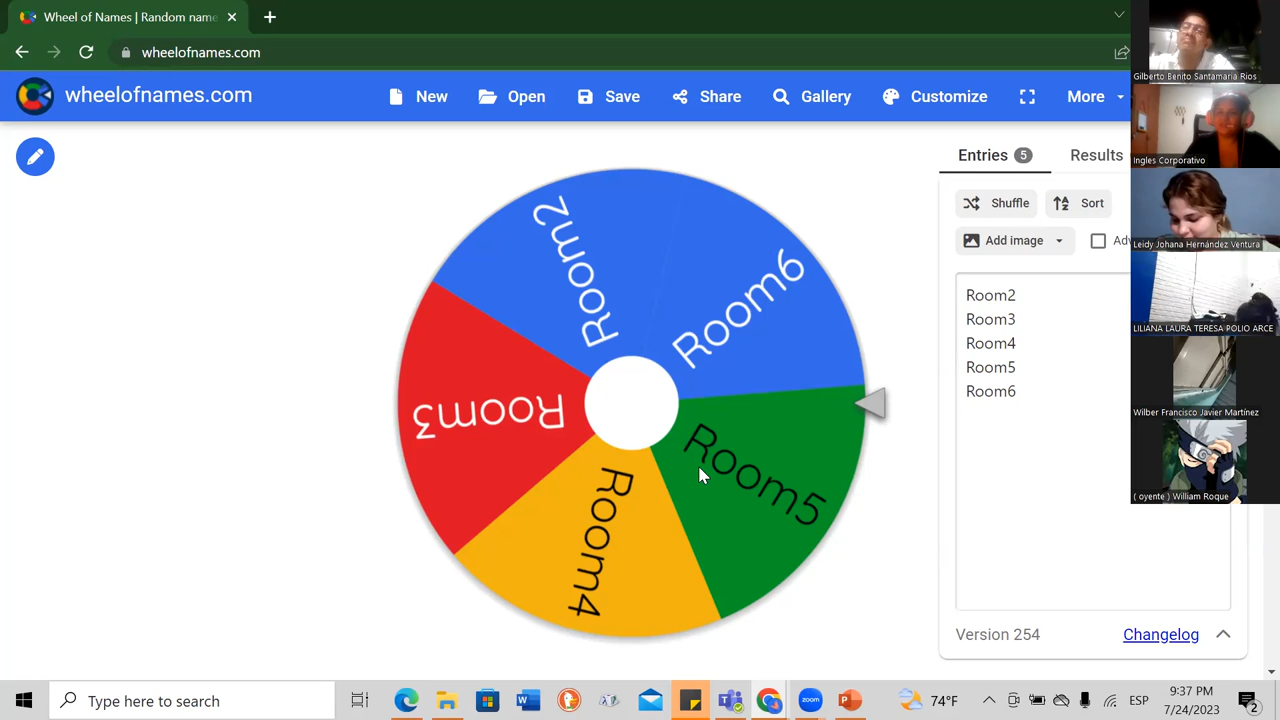 Wheel of Names | Random name
wheelofnames.com
wheelofnames.com
New
Open
Save
Share
Gallery
Customize
More
Entries 5
Results
Shuffle
Sort
Add image
Room2
Room3
Room4
Room5
Room6
Version 254
Changelog
Room2
Room6
Room3
Room5
Room4
Gilberto Benito Santamaria Rios
Ingles Corporativo
Leidy Johana Hernández Ventura
LILIANA LAURA TERESA POLIO ARCE
Wilber Francisco Javier Martínez
( oyente ) William Roque
Type here to search
74°F
ESP
9:37 PM
7/24/2023
2